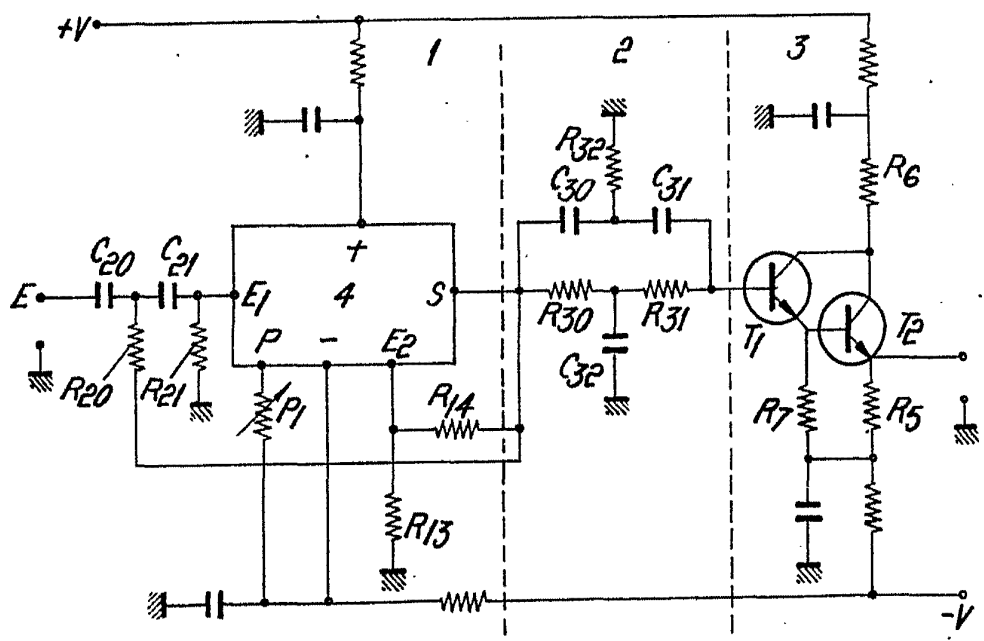 +V
1
2
3
R32
C30
C31
R6
C20
C21
+
E
E1
4
S
R30
R31
T1
T2
P
-
E2
C32
R20
R21
P1
R14
R7
R5
R13
-V